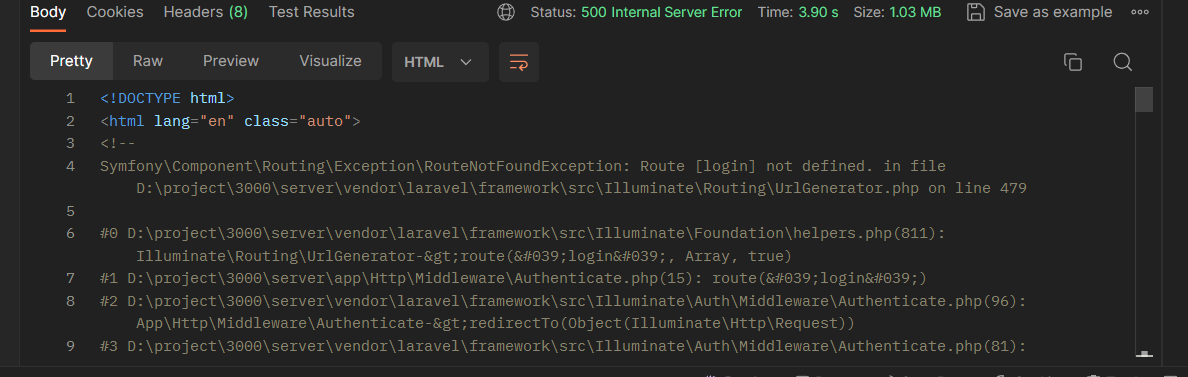 Body Cookies Headers (8) Test Results Status: 500 Internal Server Error Time: 3.90 s Size: 1.03 MB Save as example
Pretty Raw Preview Visualize HTML
1 <!DOCTYPE html>
2 <html lang="en" class="auto">
3 <!--
4 Symfony\Component\Routing\Exception\RouteNotFoundException: Route [login] not defined. in file
D:\project\3000\server\vendor\laravel\framework\src\Illuminate\Routing\UrlGenerator.php on line 479
5
6 #0 D:\project\3000\server\vendor\laravel\framework\src\Illuminate\Foundation\helpers.php(811):
Illuminate\Routing\UrlGenerator-&gt;route(&#039;login&#039;, Array, true)
7 #1 D:\project\3000\server\app\Http\Middleware\Authenticate.php(15): route(&#039;login&#039;)
8 #2 D:\project\3000\server\vendor\laravel\framework\src\Illuminate\Auth\Middleware\Authenticate.php(96):
App\Http\Middleware\Authenticate-&gt;redirectTo(Object(Illuminate\Http\Request))
9 #3 D:\project\3000\server\vendor\laravel\framework\src\Illuminate\Auth\Middleware\Authenticate.php(81):